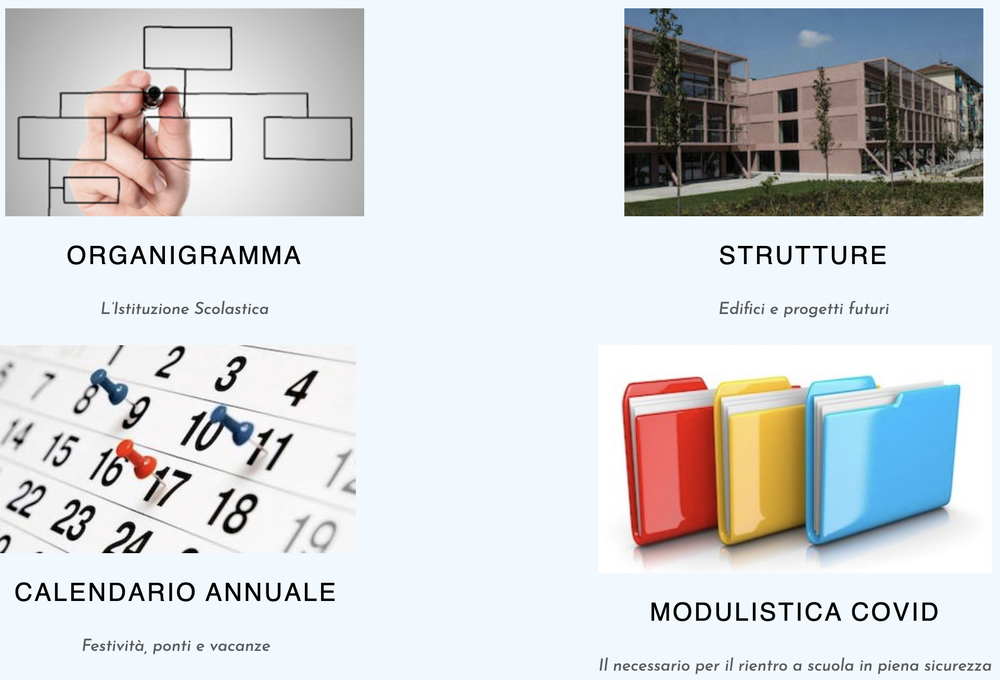 ORGANIGRAMMA
L'Istituzione Scolastica
STRUTTURE
Edifici e progetti futuri
1 2 3 4
7 8 9 10 11 12
14 15 16 17 18 19
22 23 24
CALENDARIO ANNUALE
Festività, ponti e vacanze
MODULISTICA COVID
Il necessario per il rientro a scuola in piena sicurezza